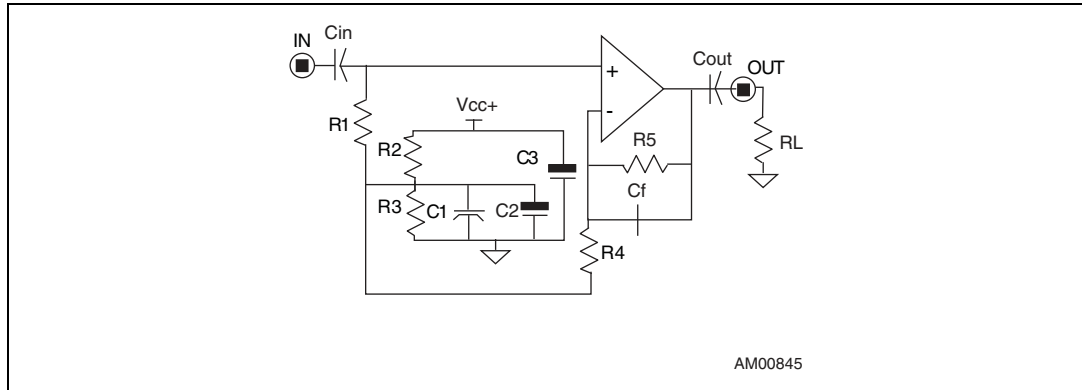 IN
Cin
+
-
Cout
OUT
R1
Vcc+
R2
C3
R5
RL
R3
C1
C2
Cf
R4
AM00845